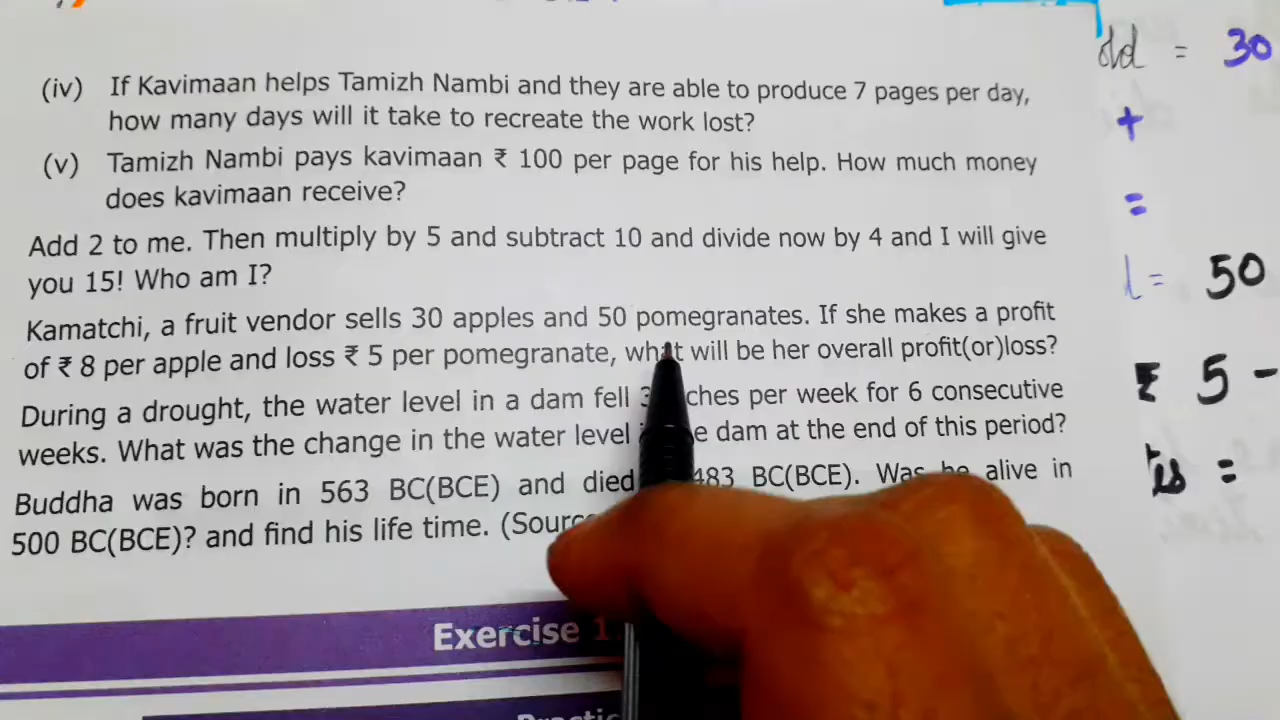 (iv) If Kavimaan helps Tamizh Nambi and they are able to produce 7 pages per day,
how many days will it take to recreate the work lost?
(v) Tamizh Nambi pays kavimaan ₹ 100 per page for his help. How much money
does kavimaan receive?
Add 2 to me. Then multiply by 5 and subtract 10 and divide now by 4 and I will give
you 15! Who am I?
Kamatchi, a fruit vendor sells 30 apples and 50 pomegranates. If she makes a profit
of ₹ 8 per apple and loss ₹ 5 per pomegranate, what will be her overall profit(or)loss?
During a drought, the water level in a dam fell 3 per week for 6 consecutive
weeks. What was the change in the water level dam at the end of this period?
Buddha was born in 563 BC(BCE) and died 483 BC(BCE). Was he alive in
500 BC(BCE)? and find his life time.
Exercise 1.
old = 30
+
=
l = 50
₹ 5 -
=